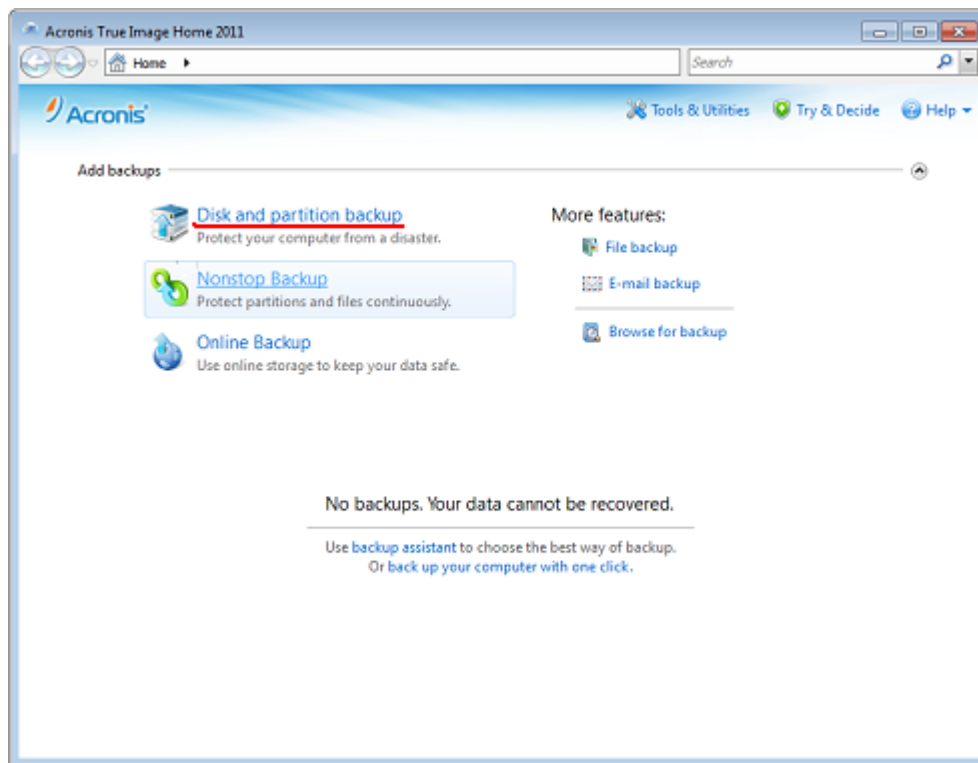 Acronis True Image Home 2011
Home
Search
Acronis
Tools & Utilities
Try & Decide
Help
Add backups
Disk and partition backup
Protect your computer from a disaster.
Nonstop Backup
Protect partitions and files continuously.
Online Backup
Use online storage to keep your data safe.
More features:
File backup
E-mail backup
Browse for backup
No backups. Your data cannot be recovered.
Use backup assistant to choose the best way of backup.
Or back up your computer with one click.